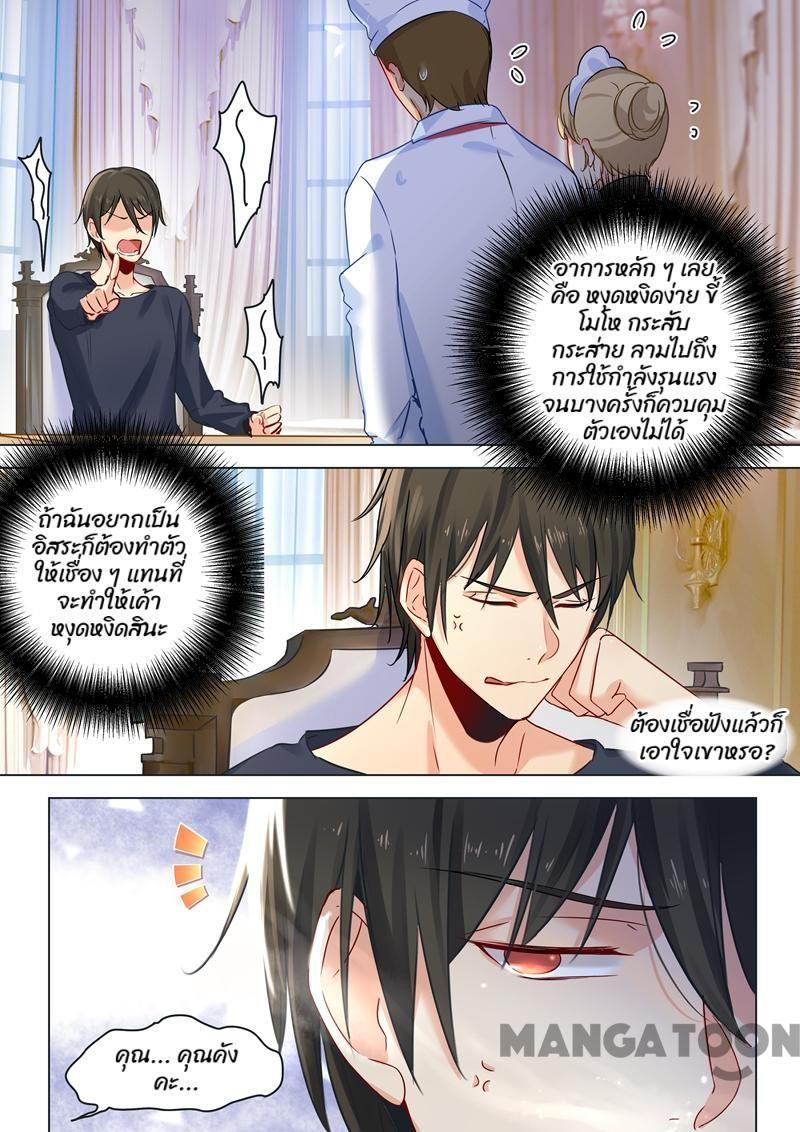 อาการหลัก ๆ เลย
คือ หงุดหงิดง่าย ขี้
โมโห กระสับ
กระส่าย ลามไปถึง
การใช้กำลังรุนแรง
จนบางครั้งก็ควบคุม
ตัวเองไม่ได้
ถ้าฉันอยากเป็น
อิสระก็ต้องทำตัว
ให้เชื่อง ๆ แทนที่
จะทำให้เค้า
หงุดหงิดสินะ
ต้องเชื่อฟังแล้วก็
เอาใจเขาหรอ?
คุณ... คุณคัง
คะ...
MANGATOON